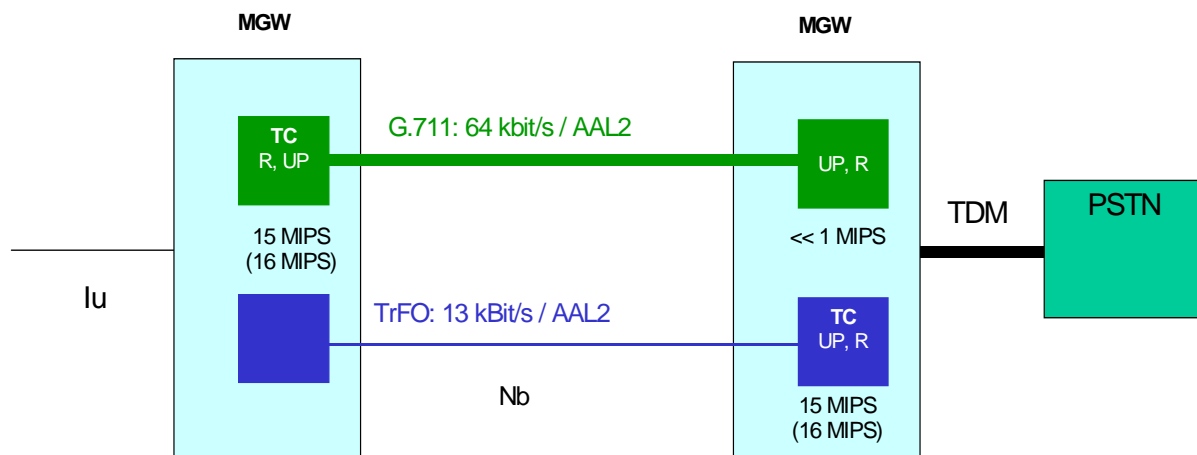 MGW
MGW
G.711: 64 kbit/s / AAL2
TC
R, UP
UP, R
15 MIPS
(16 MIPS)
<< 1 MIPS
TDM
PSTN
Iu
TrFO: 13 kBit/s / AAL2
TC
UP, R
Nb
15 MIPS
(16 MIPS)